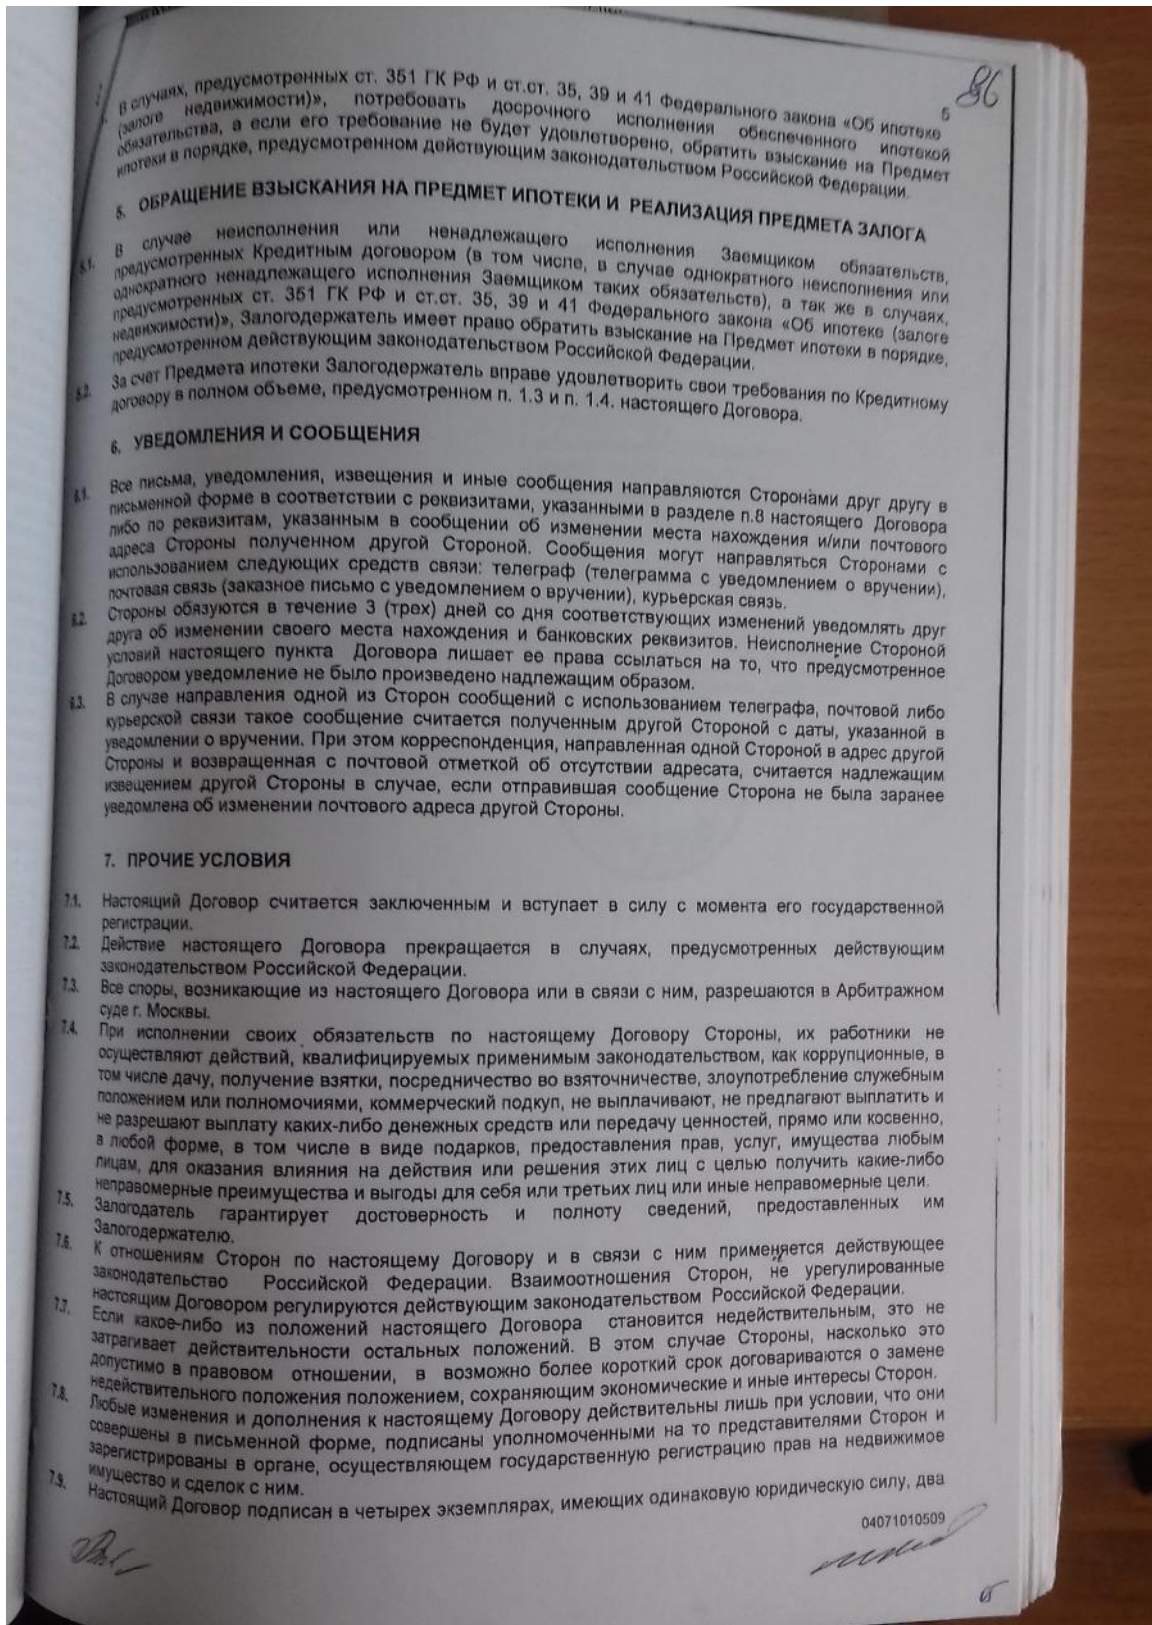 86
5
В случаях, предусмотренных ст. 351 ГК РФ и ст.ст. 35, 39 и 41 Федерального закона «Об ипотеке
(залоге недвижимости)», потребовать досрочного исполнения обеспеченного ипотекой
обязательства, а если его требование не будет удовлетворено, обратить взыскание на Предмет
ипотеки в порядке, предусмотренном действующим законодательством Российской Федерации.
5. ОБРАЩЕНИЕ ВЗЫСКАНИЯ НА ПРЕДМЕТ ИПОТЕКИ И РЕАЛИЗАЦИЯ ПРЕДМЕТА ЗАЛОГА
5.1. В случае неисполнения или ненадлежащего исполнения Заемщиком обязательств,
предусмотренных Кредитным договором (в том числе, в случае однократного неисполнения или
однократного ненадлежащего исполнения Заемщиком таких обязательств), а так же в случаях,
предусмотренных ст. 351 ГК РФ и ст.ст. 35, 39 и 41 Федерального закона «Об ипотеке (залоге
недвижимости)», Залогодержатель имеет право обратить взыскание на Предмет ипотеки в порядке,
предусмотренном действующим законодательством Российской Федерации.
5.2. За счет Предмета ипотеки Залогодержатель вправе удовлетворить свои требования по Кредитному
договору в полном объеме, предусмотренном п. 1.3 и п. 1.4. настоящего Договора.
6. УВЕДОМЛЕНИЯ И СООБЩЕНИЯ
6.1. Все письма, уведомления, извещения и иные сообщения направляются Сторонами друг другу в
письменной форме в соответствии с реквизитами, указанными в разделе п.8 настоящего Договора
либо по реквизитам, указанным в сообщении об изменении места нахождения и/или почтового
адреса Стороны полученном другой Стороной. Сообщения могут направляться Сторонами с
использованием следующих средств связи: телеграф (телеграмма с уведомлением о вручении),
почтовая связь (заказное письмо с уведомлением о вручении), курьерская связь.
6.2. Стороны обязуются в течение 3 (трех) дней со дня соответствующих изменений уведомлять друг
друга об изменении своего места нахождения и банковских реквизитов. Неисполнение Стороной
условий настоящего пункта Договора лишает ее права ссылаться на то, что предусмотренное
Договором уведомление не было произведено надлежащим образом.
6.3. В случае направления одной из Сторон сообщений с использованием телеграфа, почтовой либо
курьерской связи такое сообщение считается полученным другой Стороной с даты, указанной в
уведомлении о вручении. При этом корреспонденция, направленная одной Стороной в адрес другой
Стороны и возвращенная с почтовой отметкой об отсутствии адресата, считается надлежащим
извещением другой Стороны в случае, если отправившая сообщение Сторона не была заранее
уведомлена об изменении почтового адреса другой Стороны.
7. ПРОЧИЕ УСЛОВИЯ
7.1. Настоящий Договор считается заключенным и вступает в силу с момента его государственной
регистрации.
7.2. Действие настоящего Договора прекращается в случаях, предусмотренных действующим
законодательством Российской Федерации.
7.3. Все споры, возникающие из настоящего Договора или в связи с ним, разрешаются в Арбитражном
суде г. Москвы.
7.4. При исполнении своих обязательств по настоящему Договору Стороны, их работники не
осуществляют действий, квалифицируемых применимым законодательством, как коррупционные, в
том числе дачу, получение взятки, посредничество во взяточничестве, злоупотребление служебным
положением или полномочиями, коммерческий подкуп, не выплачивают, не предлагают выплатить и
не разрешают выплату каких-либо денежных средств или передачу ценностей, прямо или косвенно,
в любой форме, в том числе в виде подарков, предоставления прав, услуг, имущества любым
лицам, для оказания влияния на действия или решения этих лиц с целью получить какие-либо
неправомерные преимущества и выгоды для себя или третьих лиц или иные неправомерные цели.
7.5. Залогодатель гарантирует достоверность и полноту сведений, предоставленных им
Залогодержателю.
7.6. К отношениям Сторон по настоящему Договору и в связи с ним применяется действующее
законодательство Российской Федерации. Взаимоотношения Сторон, не урегулированные
настоящим Договором регулируются действующим законодательством Российской Федерации.
7.7. Если какое-либо из положений настоящего Договора становится недействительным, это не
затрагивает действительности остальных положений. В этом случае Стороны, насколько это
допустимо в правовом отношении, в возможно более короткий срок договариваются о замене
недействительного положения положением, сохраняющим экономические и иные интересы Сторон.
7.8. Любые изменения и дополнения к настоящему Договору действительны лишь при условии, что они
совершены в письменной форме, подписаны уполномоченными на то представителями Сторон и
зарегистрированы в органе, осуществляющем государственную регистрацию прав на недвижимое
имущество и сделок с ним.
7.9. Настоящий Договор подписан в четырех экземплярах, имеющих одинаковую юридическую силу, два
04071010509